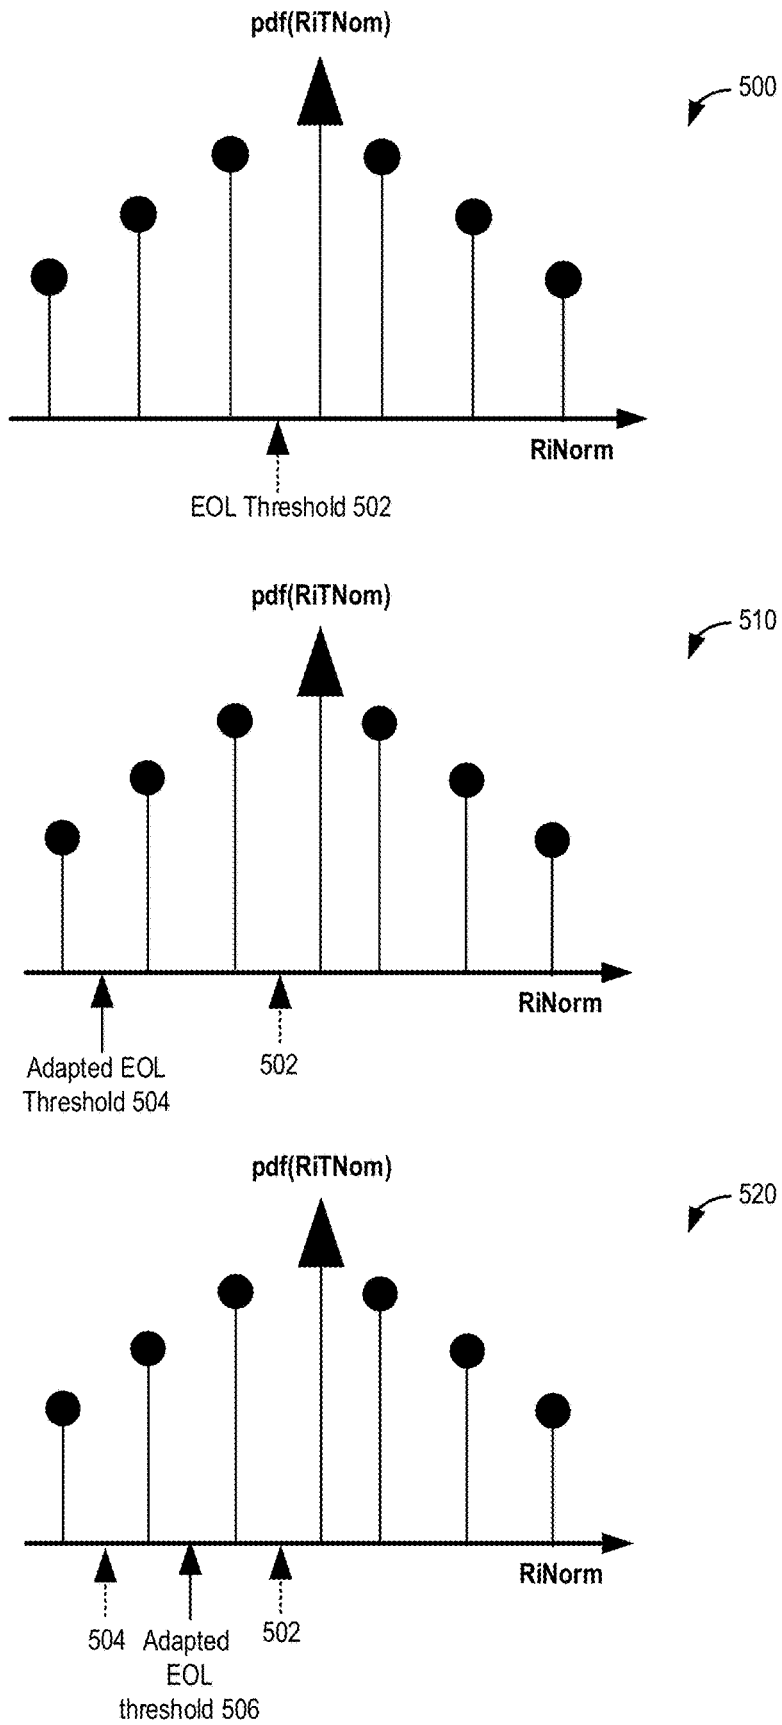 pdf(RiTNom)
500
RiNorm
EOL Threshold 502
pdf(RiTNom)
510
RiNorm
Adapted EOL
Threshold 504
502
pdf(RiTNom)
520
RiNorm
504
Adapted
EOL
threshold 506
502